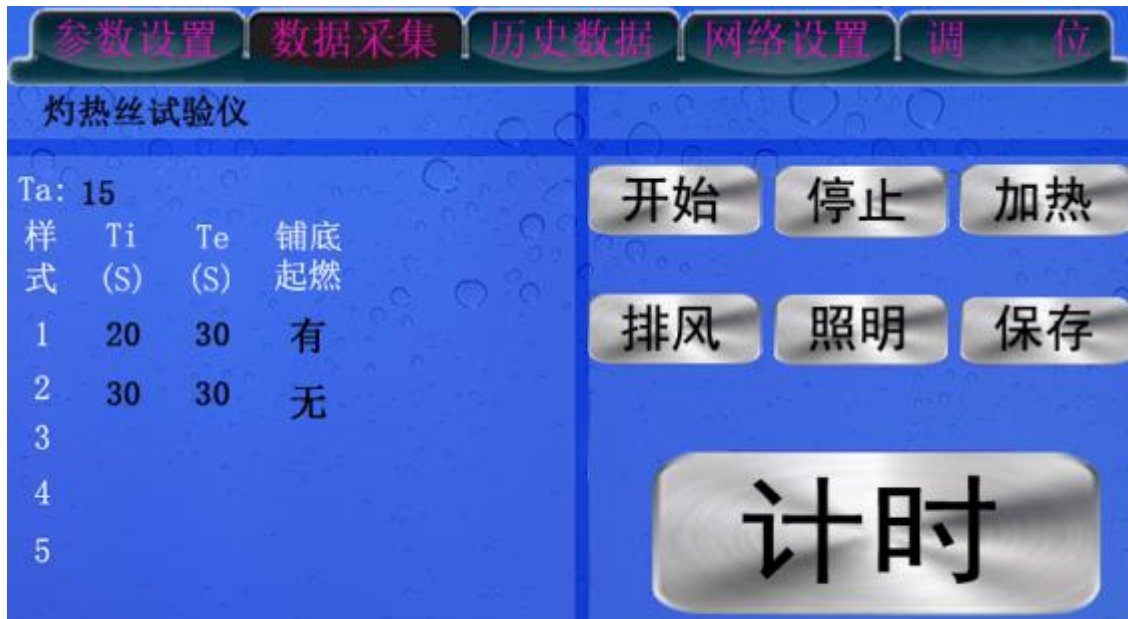 参数设置 数据采集 历史数据 网络设置 调 位
灼热丝试验仪
Ta: 15
样式 Ti (S) Te (S) 铺底起燃
1 20 30 有
2 30 30 无
3
4
5
开始 停止 加热
排风 照明 保存
计时